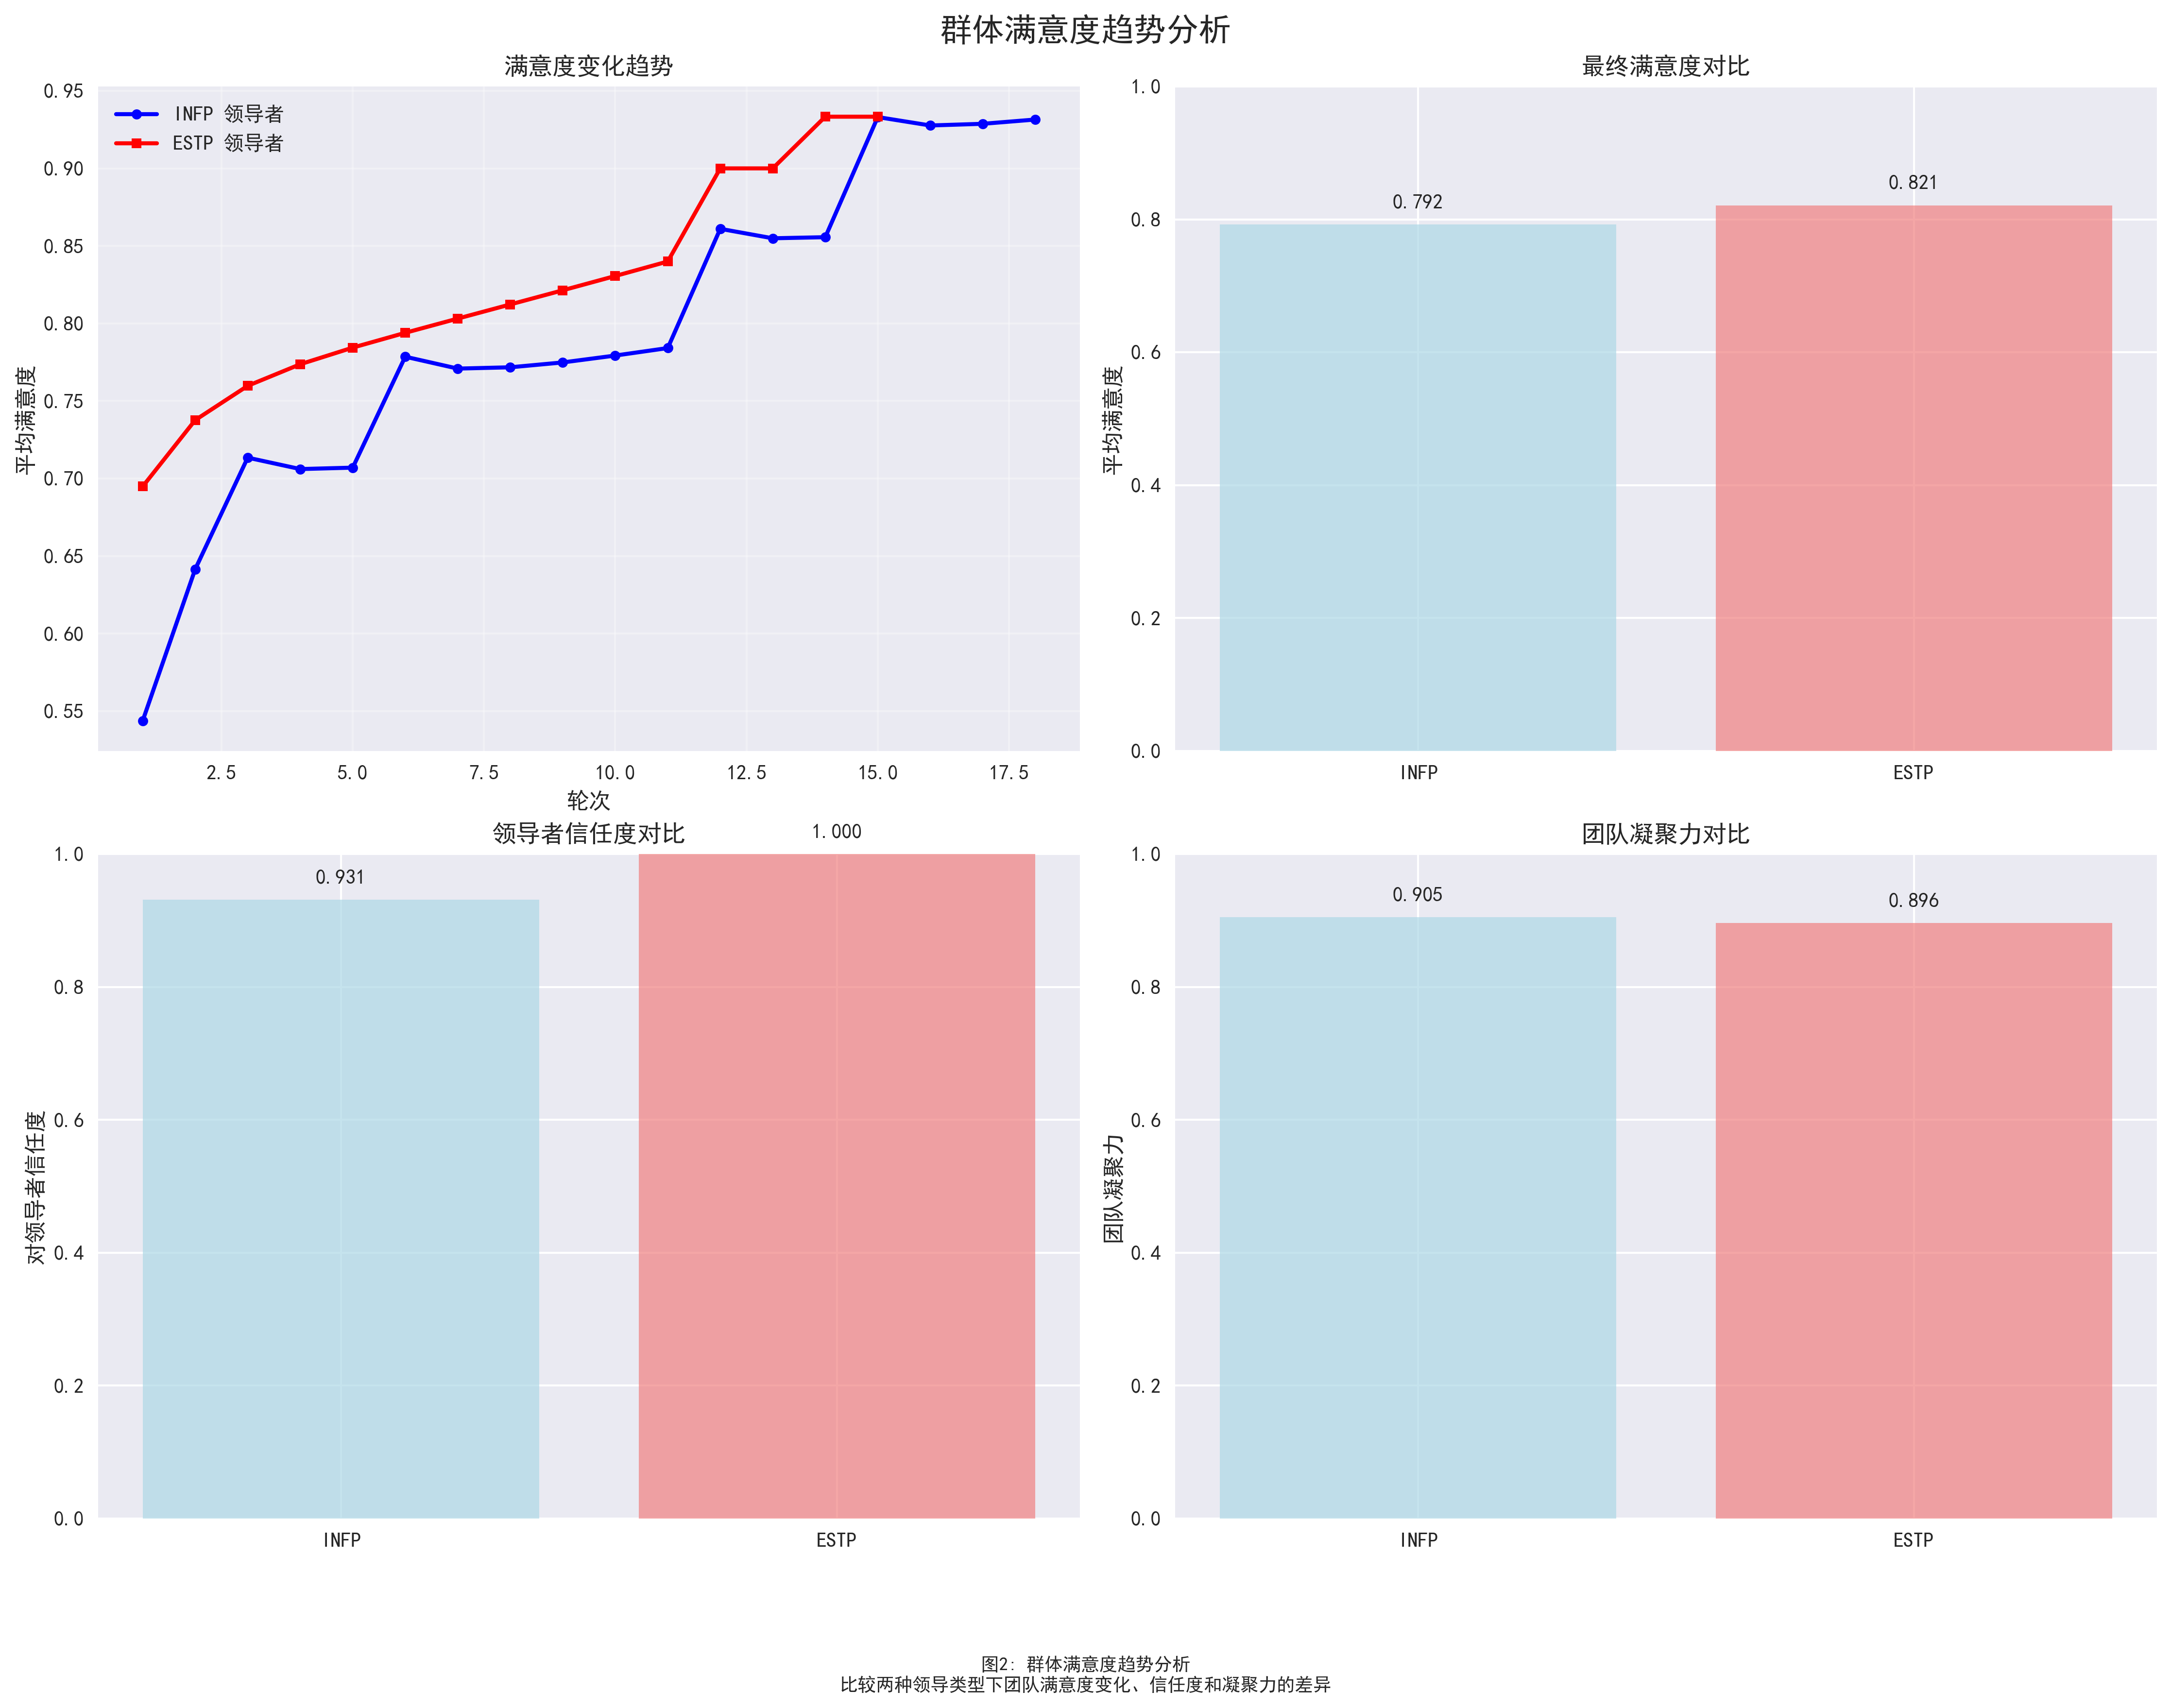 群体满意度趋势分析
满意度变化趋势
0.95
0.90
0.85
0.80
0.75
0.70
0.65
0.60
0.55
平均满意度
INFP 领导者
ESTP 领导者
2.5 5.0 7.5 10.0 12.5 15.0 17.5
轮次
最终满意度对比
1.0
0.8
0.6
0.4
0.2
0.0
平均满意度
0.792
0.821
INFP ESTP
领导者信任度对比
1.0
0.8
0.6
0.4
0.2
0.0
对领导者信任度
0.931
1.000
INFP ESTP
团队凝聚力对比
1.0
0.8
0.6
0.4
0.2
0.0
团队凝聚力
0.905
0.896
INFP ESTP
图2: 群体满意度趋势分析
比较两种领导类型下团队满意度变化、信任度和凝聚力的差异